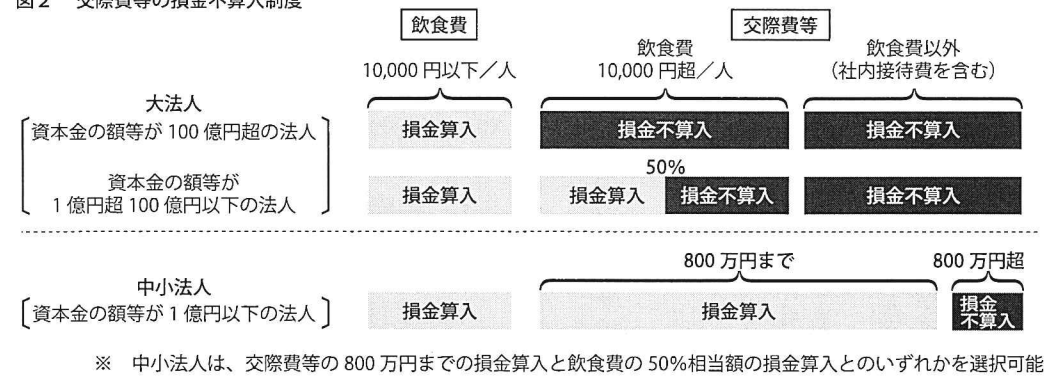 図2 交際費等の損金不算入制度
飲食費
交際費等
10,000円以下／人
飲食費
10,000円超／人
飲食費以外
（社内接待費を含む）
大法人
資本金の額等が100億円超の法人
損金算入
損金不算入
損金不算入
資本金の額等が
1億円超100億円以下の法人
50%
損金算入
損金算入
損金不算入
損金不算入
800万円まで
800万円超
中小法人
資本金の額等が1億円以下の法人
損金算入
損金算入
損金
不算入
※ 中小法人は、交際費等の800万円までの損金算入と飲食費の50%相当額の損金算入とのいずれかを選択可能